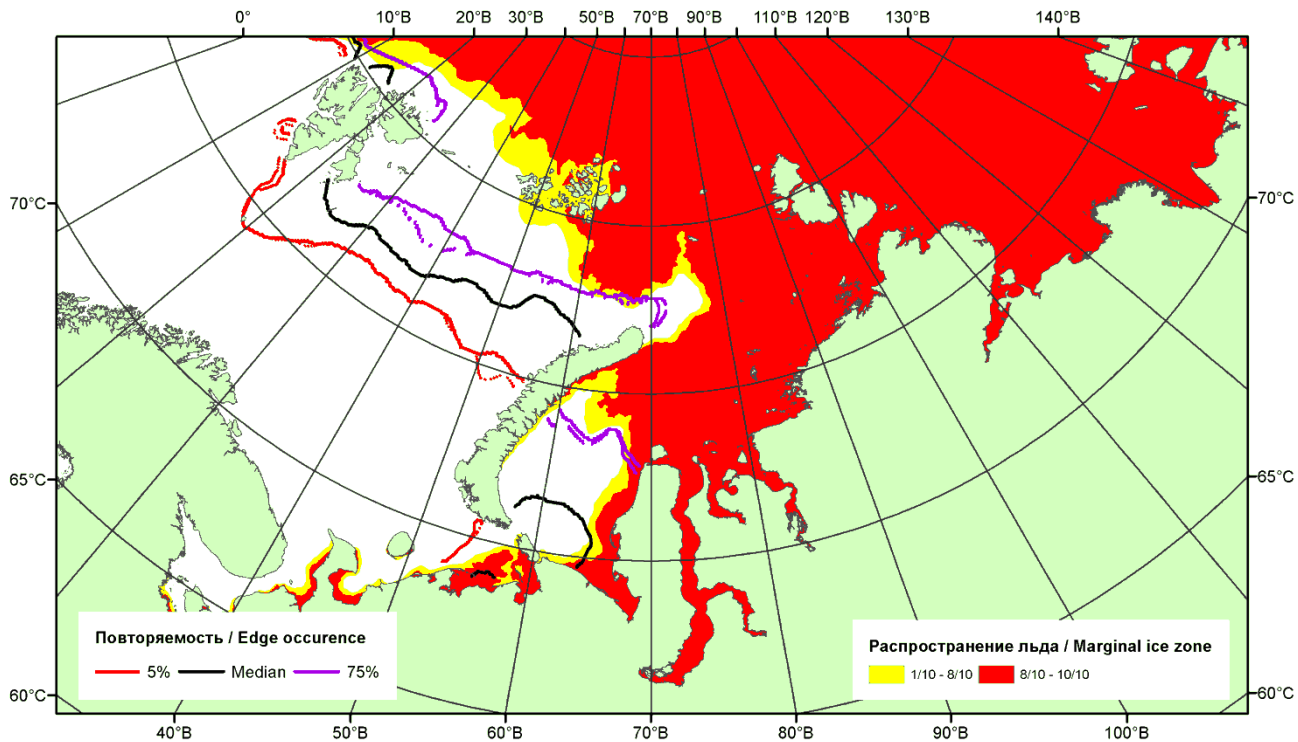 0° 10°В 20°В 30°В 50°В 70°В 90°В 110°В 120°В 130°В 140°В
70°С 70°С
65°С 65°С
60°С 60°С
Повторяемость / Edge occurence
5% Median 75%
Распространение льда / Marginal ice zone
1/10 - 8/10 8/10 - 10/10
40°В 50°В 60°В 70°В 80°В 90°В 100°В